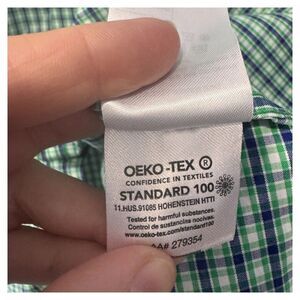 OEKO-TEX ®
CONFIDENCE IN TEXTILES
STANDARD 100
11.HUS.91085 HOHENSTEIN HTTI
Tested for harmful substances.
Control de sustancias nocivas.
www.oeko-tex.com/standard100
AA# 279354